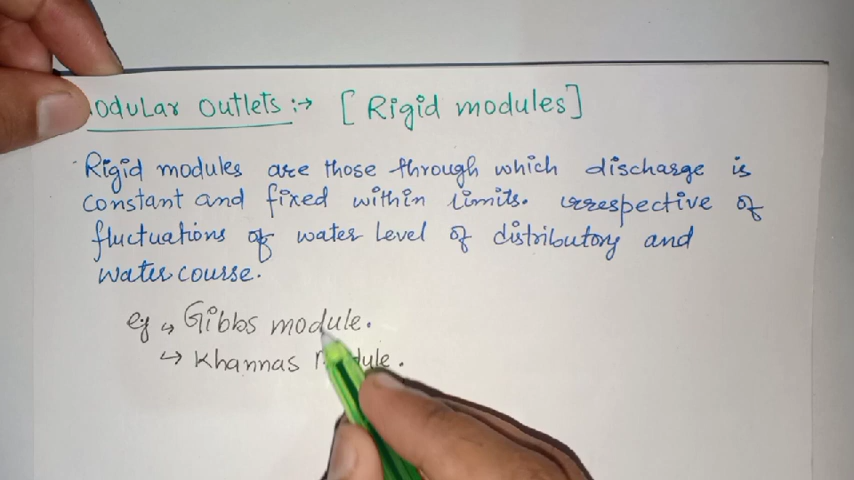 odular outlets :→ [Rigid modules]
Rigid modules are those through which discharge is
constant and fixed within limits. irrespective of
fluctuations of water level of distributory and
water course.
eg → Gibbs module.
↳ Khannas dule.